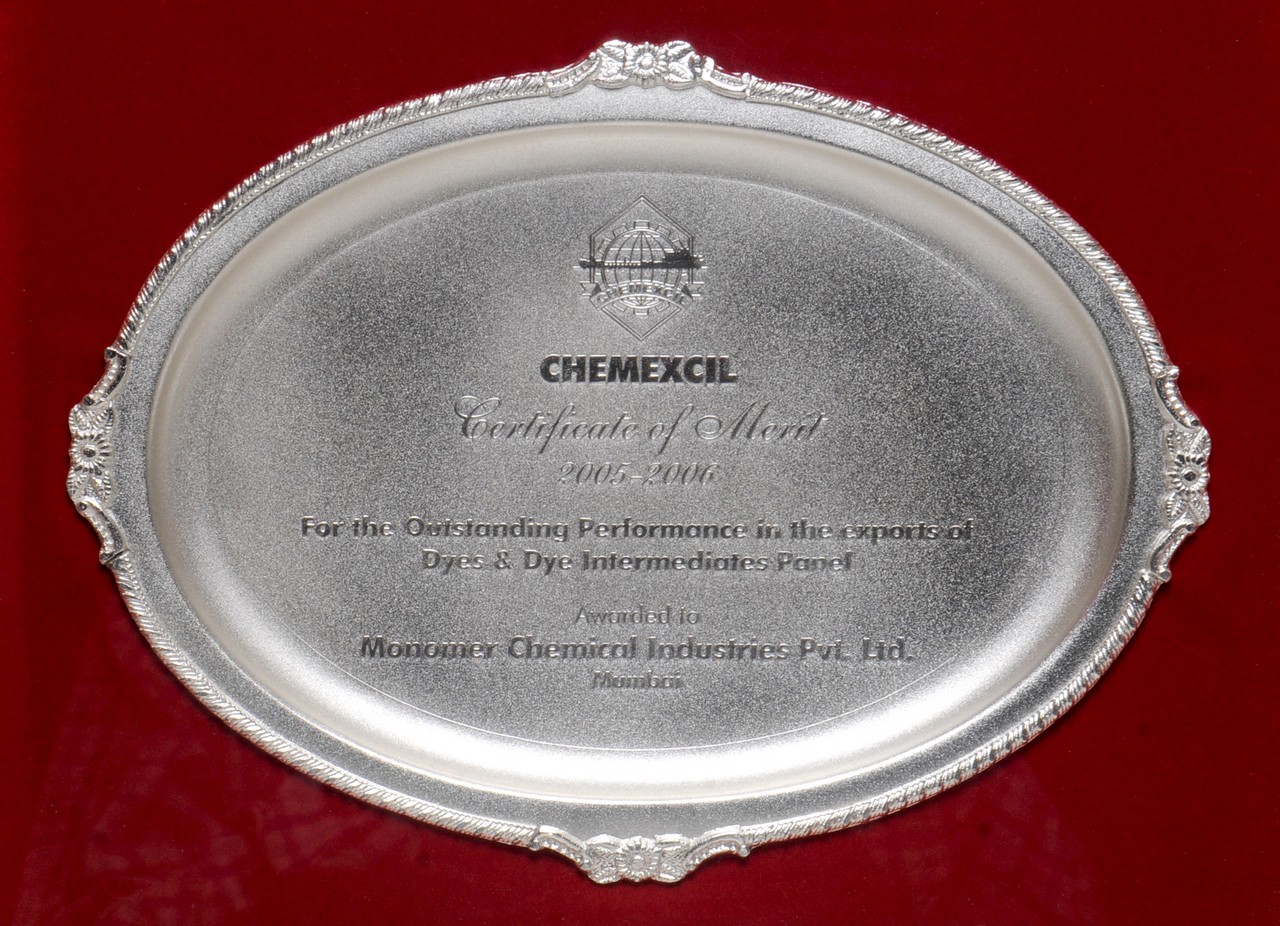 CHEMEXCIL
CHEMEXCIL
Certificate of Merit
2005-2006
For the Outstanding Performance in the exports of
Dyes & Dye Intermediates Panel
Awarded to
Monomer Chemical Industries Pvt. Ltd.
Mumbai